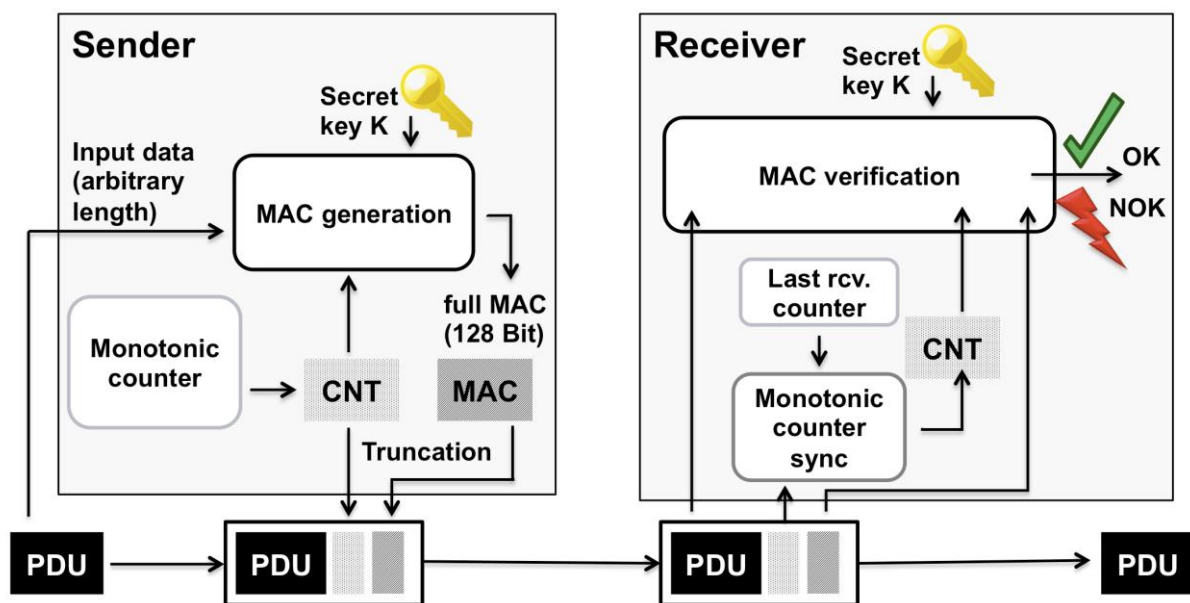 Sender
Secret
key K
Input data
(arbitrary
length)
MAC generation
full MAC
(128 Bit)
Monotonic
counter
CNT
MAC
Truncation
PDU
PDU
Receiver
Secret
key K
MAC verification
OK
NOK
Last rcv.
counter
CNT
Monotonic
counter
sync
PDU
PDU